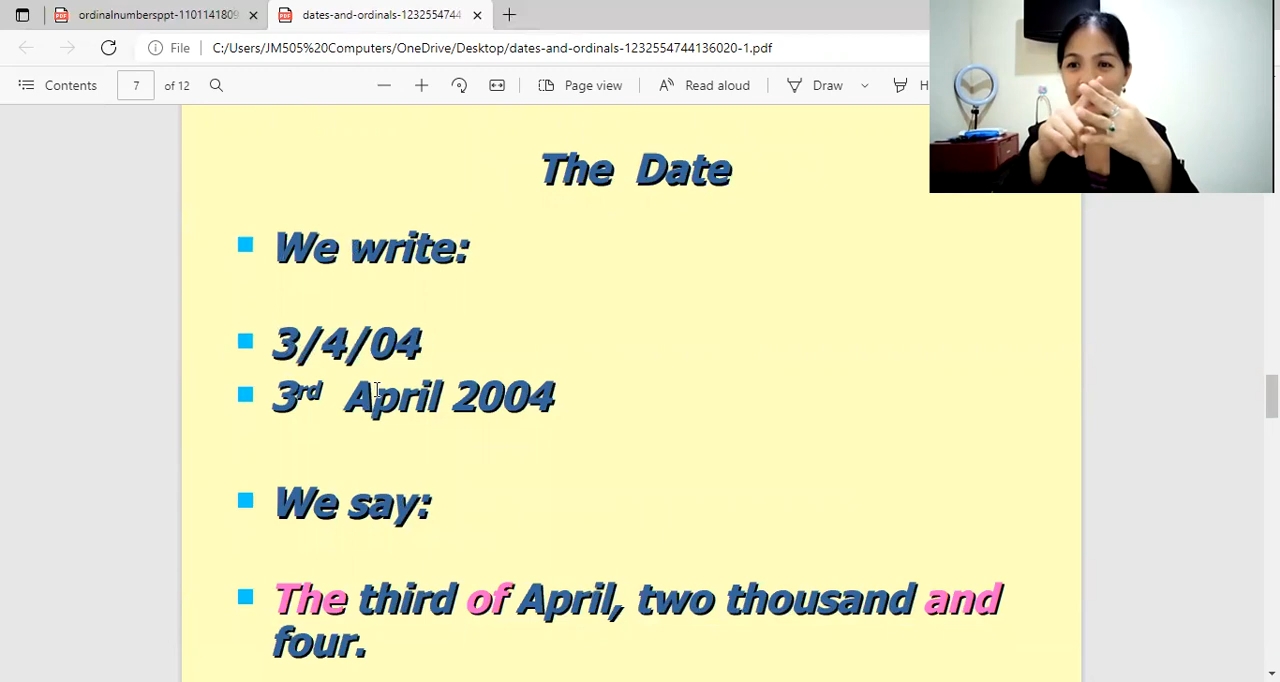 ordinalnumbersppt-1101141809
dates-and-ordinals-1232554744
File C:/Users/JM505%20Computers/OneDrive/Desktop/dates-and-ordinals-1232554744136020-1.pdf
Contents 7 of 12 Page view Read aloud Draw H
The Date
We write:
3/4/04
3rd April 2004
We say:
The third of April, two thousand and
four.